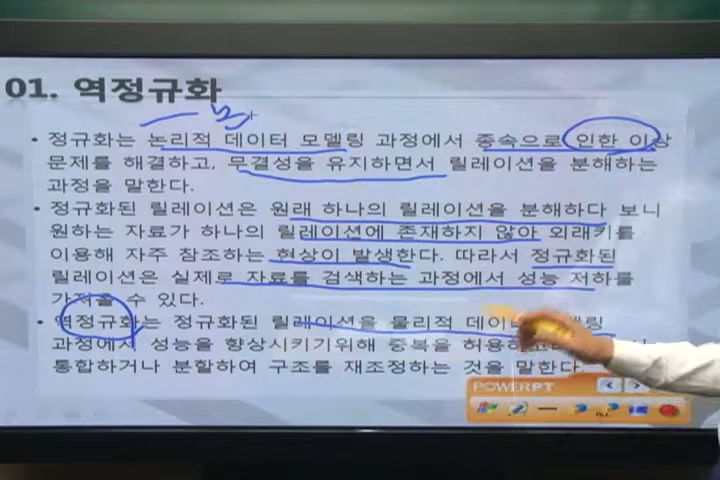 01. 역정규화
• 정규화는 논리적 데이터 모델링 과정에서 종속으로 인한 이상
문제를 해결하고, 무결성을 유지하면서 릴레이션을 분해하는
과정을 말한다.
• 정규화된 릴레이션은 원래 하나의 릴레이션을 분해하다 보니
원하는 자료가 하나의 릴레이션에 존재하지 않아 외래키를
이용해 자주 참조하는 현상이 발생한다. 따라서 정규화된
릴레이션은 실제로 자료를 검색하는 과정에서 성능 저하를
가져올 수 있다.
• 역정규화는 정규화된 릴레이션을 물리적
과정에서 성능을 향상시키기위해 중복을
통합하거나 분할하여 구조를 재조정하는 것을 말한다
POWERPT